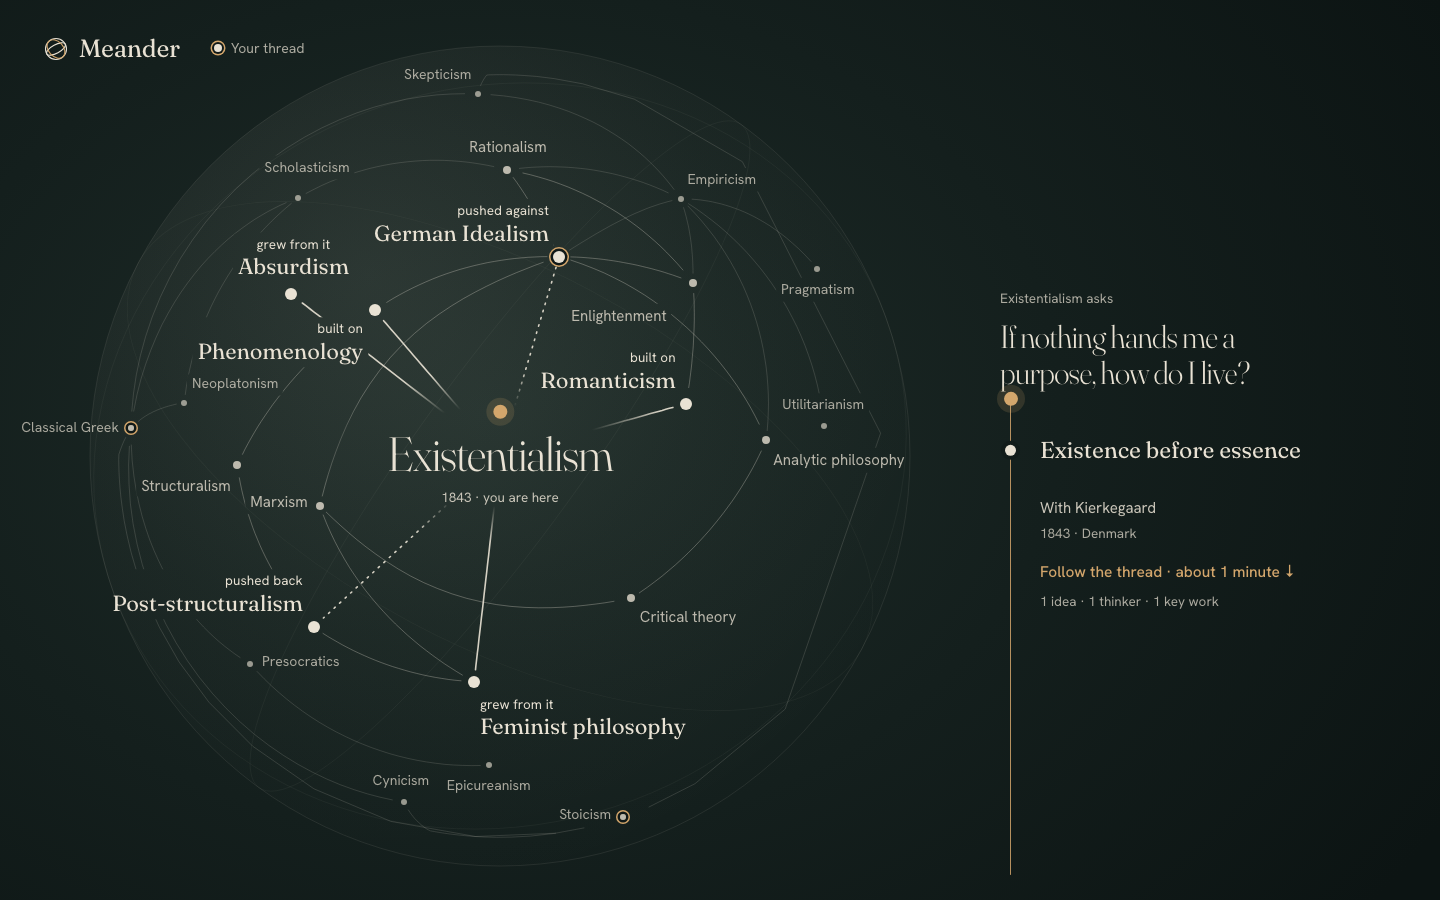 Meander
Your thread
Skepticism
Rationalism
Scholasticism
Empiricism
pushed against
German Idealism
grew from it
Absurdism
Pragmatism
Enlightenment
built on
Phenomenology
built on
Romanticism
Neoplatonism
Utilitarianism
Classical Greek
Existentialism
1843 · you are here
Analytic philosophy
Structuralism
Marxism
pushed back
Post-structuralism
Critical theory
Presocratics
grew from it
Feminist philosophy
Cynicism
Epicureanism
Stoicism
Existentialism asks
If nothing hands me a
purpose, how do I live?
Existence before essence
With Kierkegaard
1843 · Denmark
Follow the thread · about 1 minute ↓
1 idea · 1 thinker · 1 key work